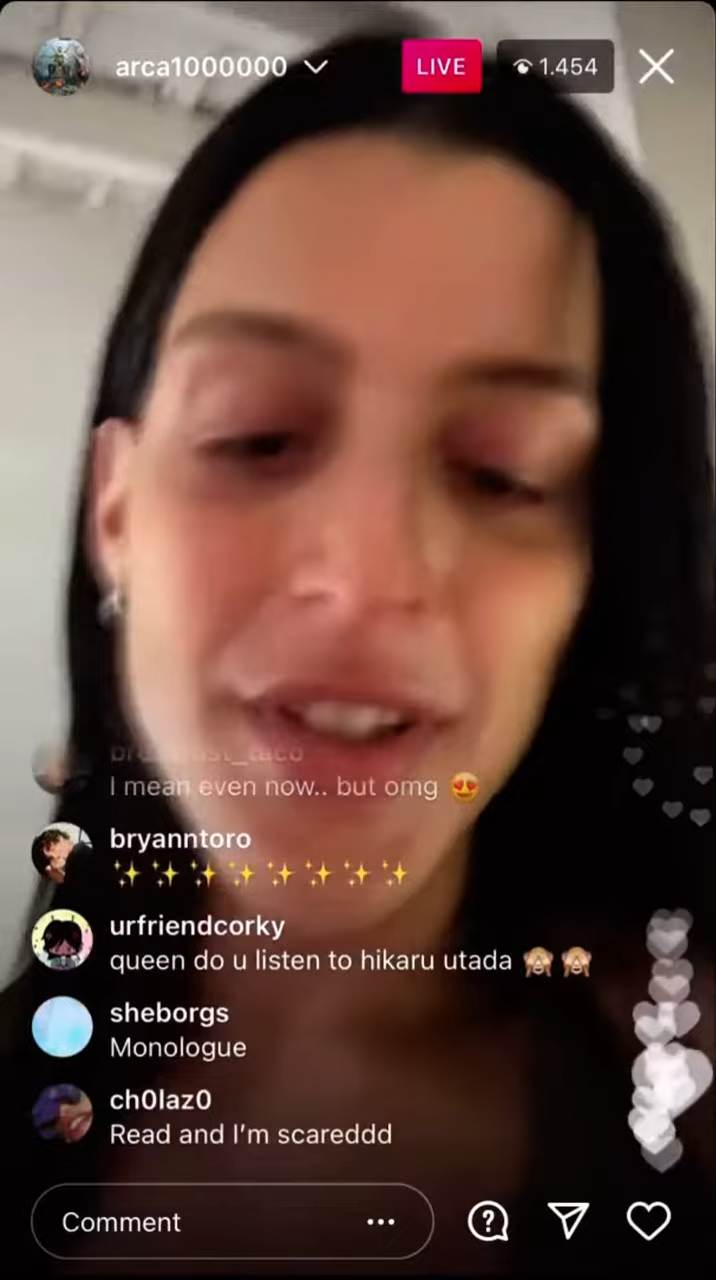 arca1000000
LIVE
1.454
I mean even now.. but omg 😍
bryanntoro
✨✨✨✨✨✨✨✨
urfriendcorky
queen do u listen to hikaru utada 🙈🙈
sheborgs
Monologue
ch0laz0
Read and I'm scareddd
Comment